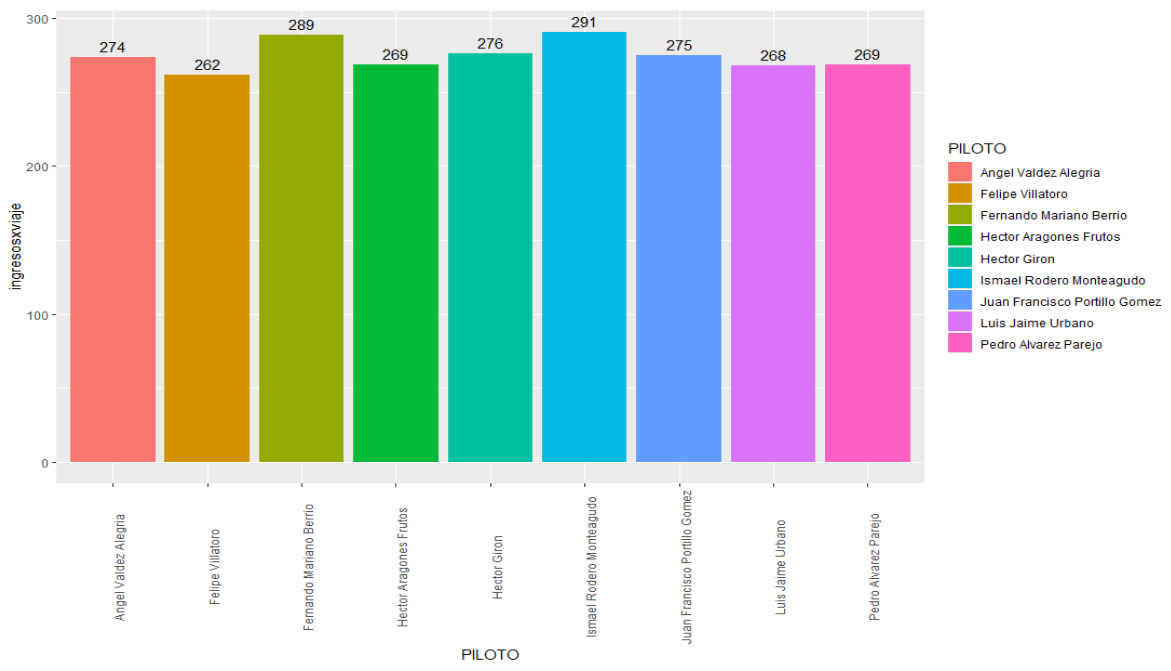 300
200
100
0
ingresosxviaje
274
262
289
269
276
291
275
268
269
Angel Valdez Alegria
Felipe Villatoro
Fernando Mariano Berrio
Hector Aragones Frutos
Hector Giron
Ismael Rodero Monteagudo
Juan Francisco Portillo Gomez
Luis Jaime Urbano
Pedro Alvarez Parejo
PILOTO
PILOTO
Angel Valdez Alegria
Felipe Villatoro
Fernando Mariano Berrio
Hector Aragones Frutos
Hector Giron
Ismael Rodero Monteagudo
Juan Francisco Portillo Gomez
Luis Jaime Urbano
Pedro Alvarez Parejo